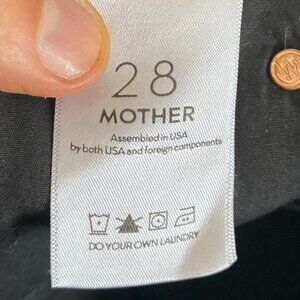 28
MOTHER
Assembled in USA
by both USA and foreign components
DO YOUR OWN LAUNDRY